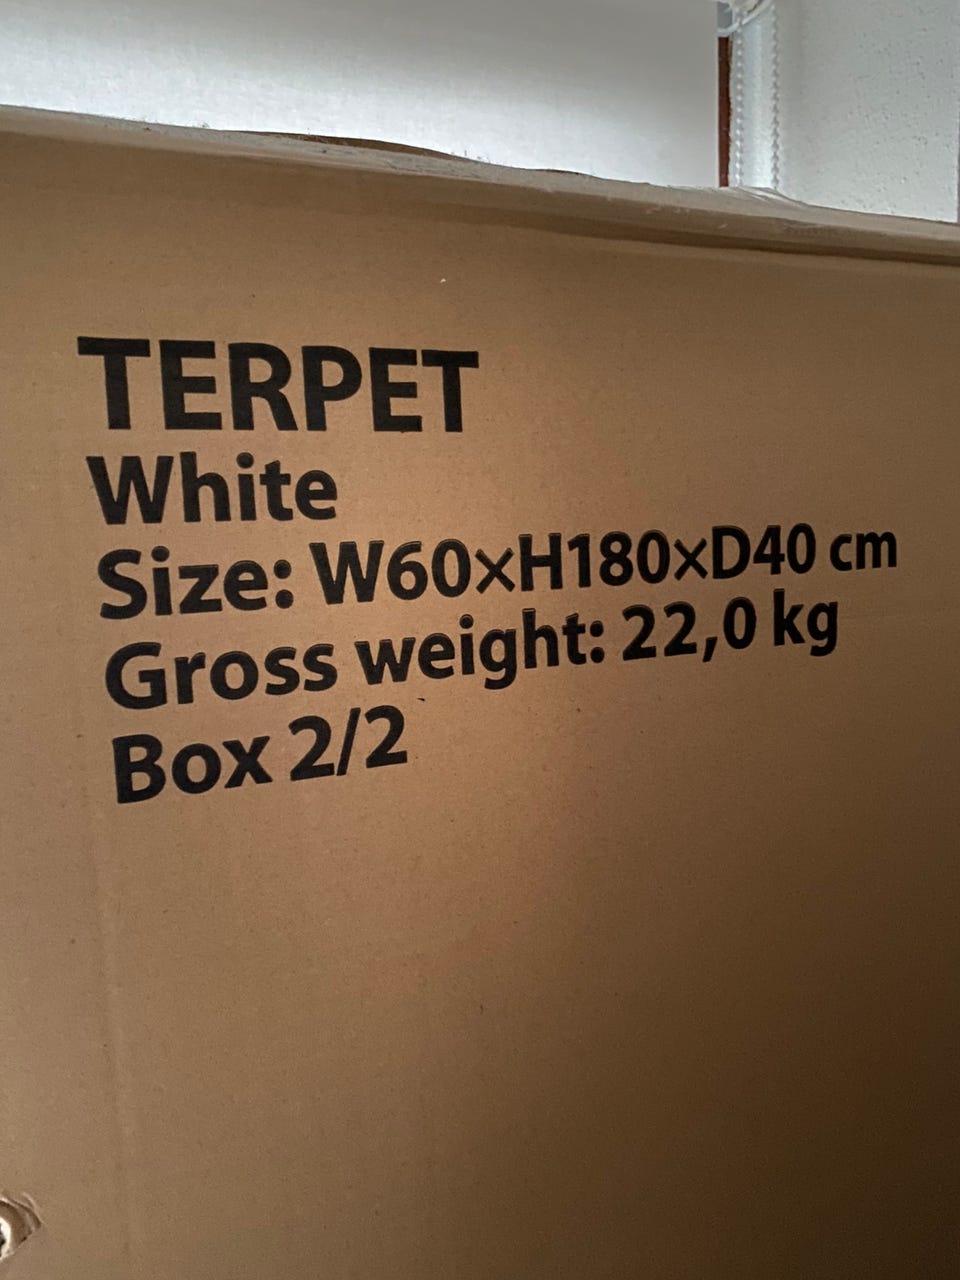 TERPET
White
Size: W60×H180×D40 cm
Gross weight: 22,0 kg
Box 2/2